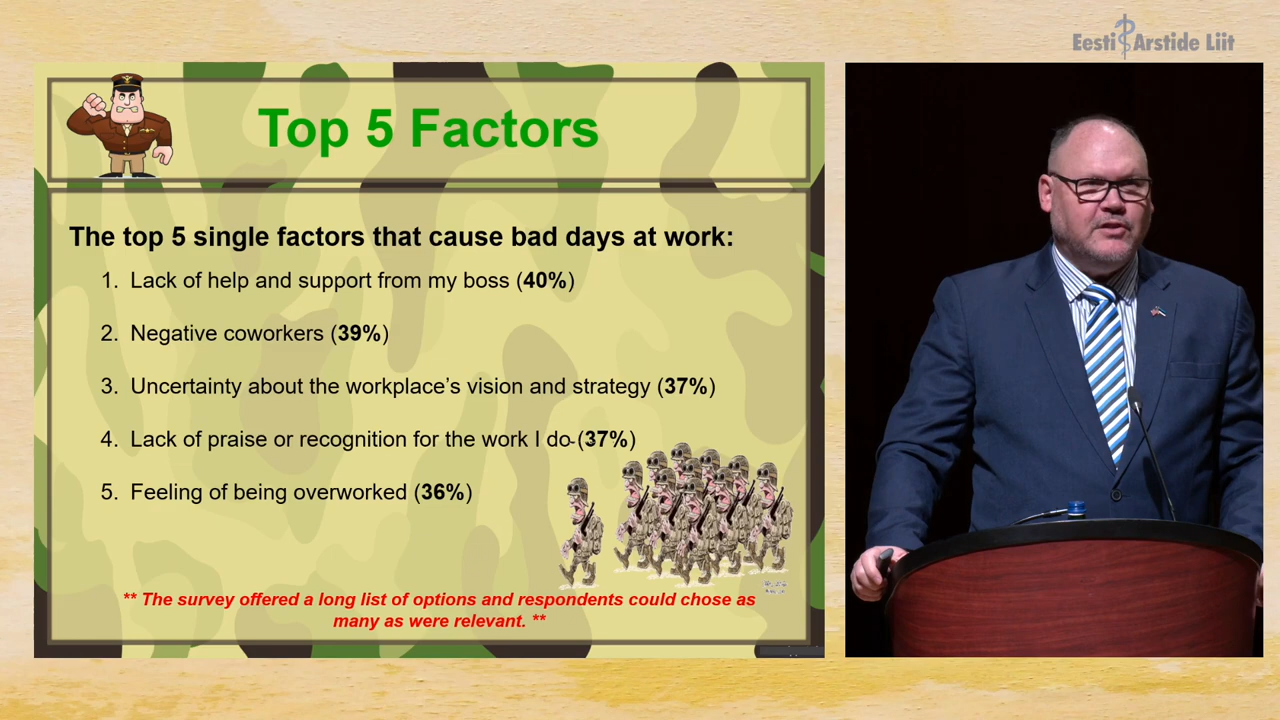 Eesti Arstide Liit
Top 5 Factors
The top 5 single factors that cause bad days at work:
1. Lack of help and support from my boss (40%)
2. Negative coworkers (39%)
3. Uncertainty about the workplace's vision and strategy (37%)
4. Lack of praise or recognition for the work I do (37%)
5. Feeling of being overworked (36%)
** The survey offered a long list of options and respondents could chose as
many as were relevant. **